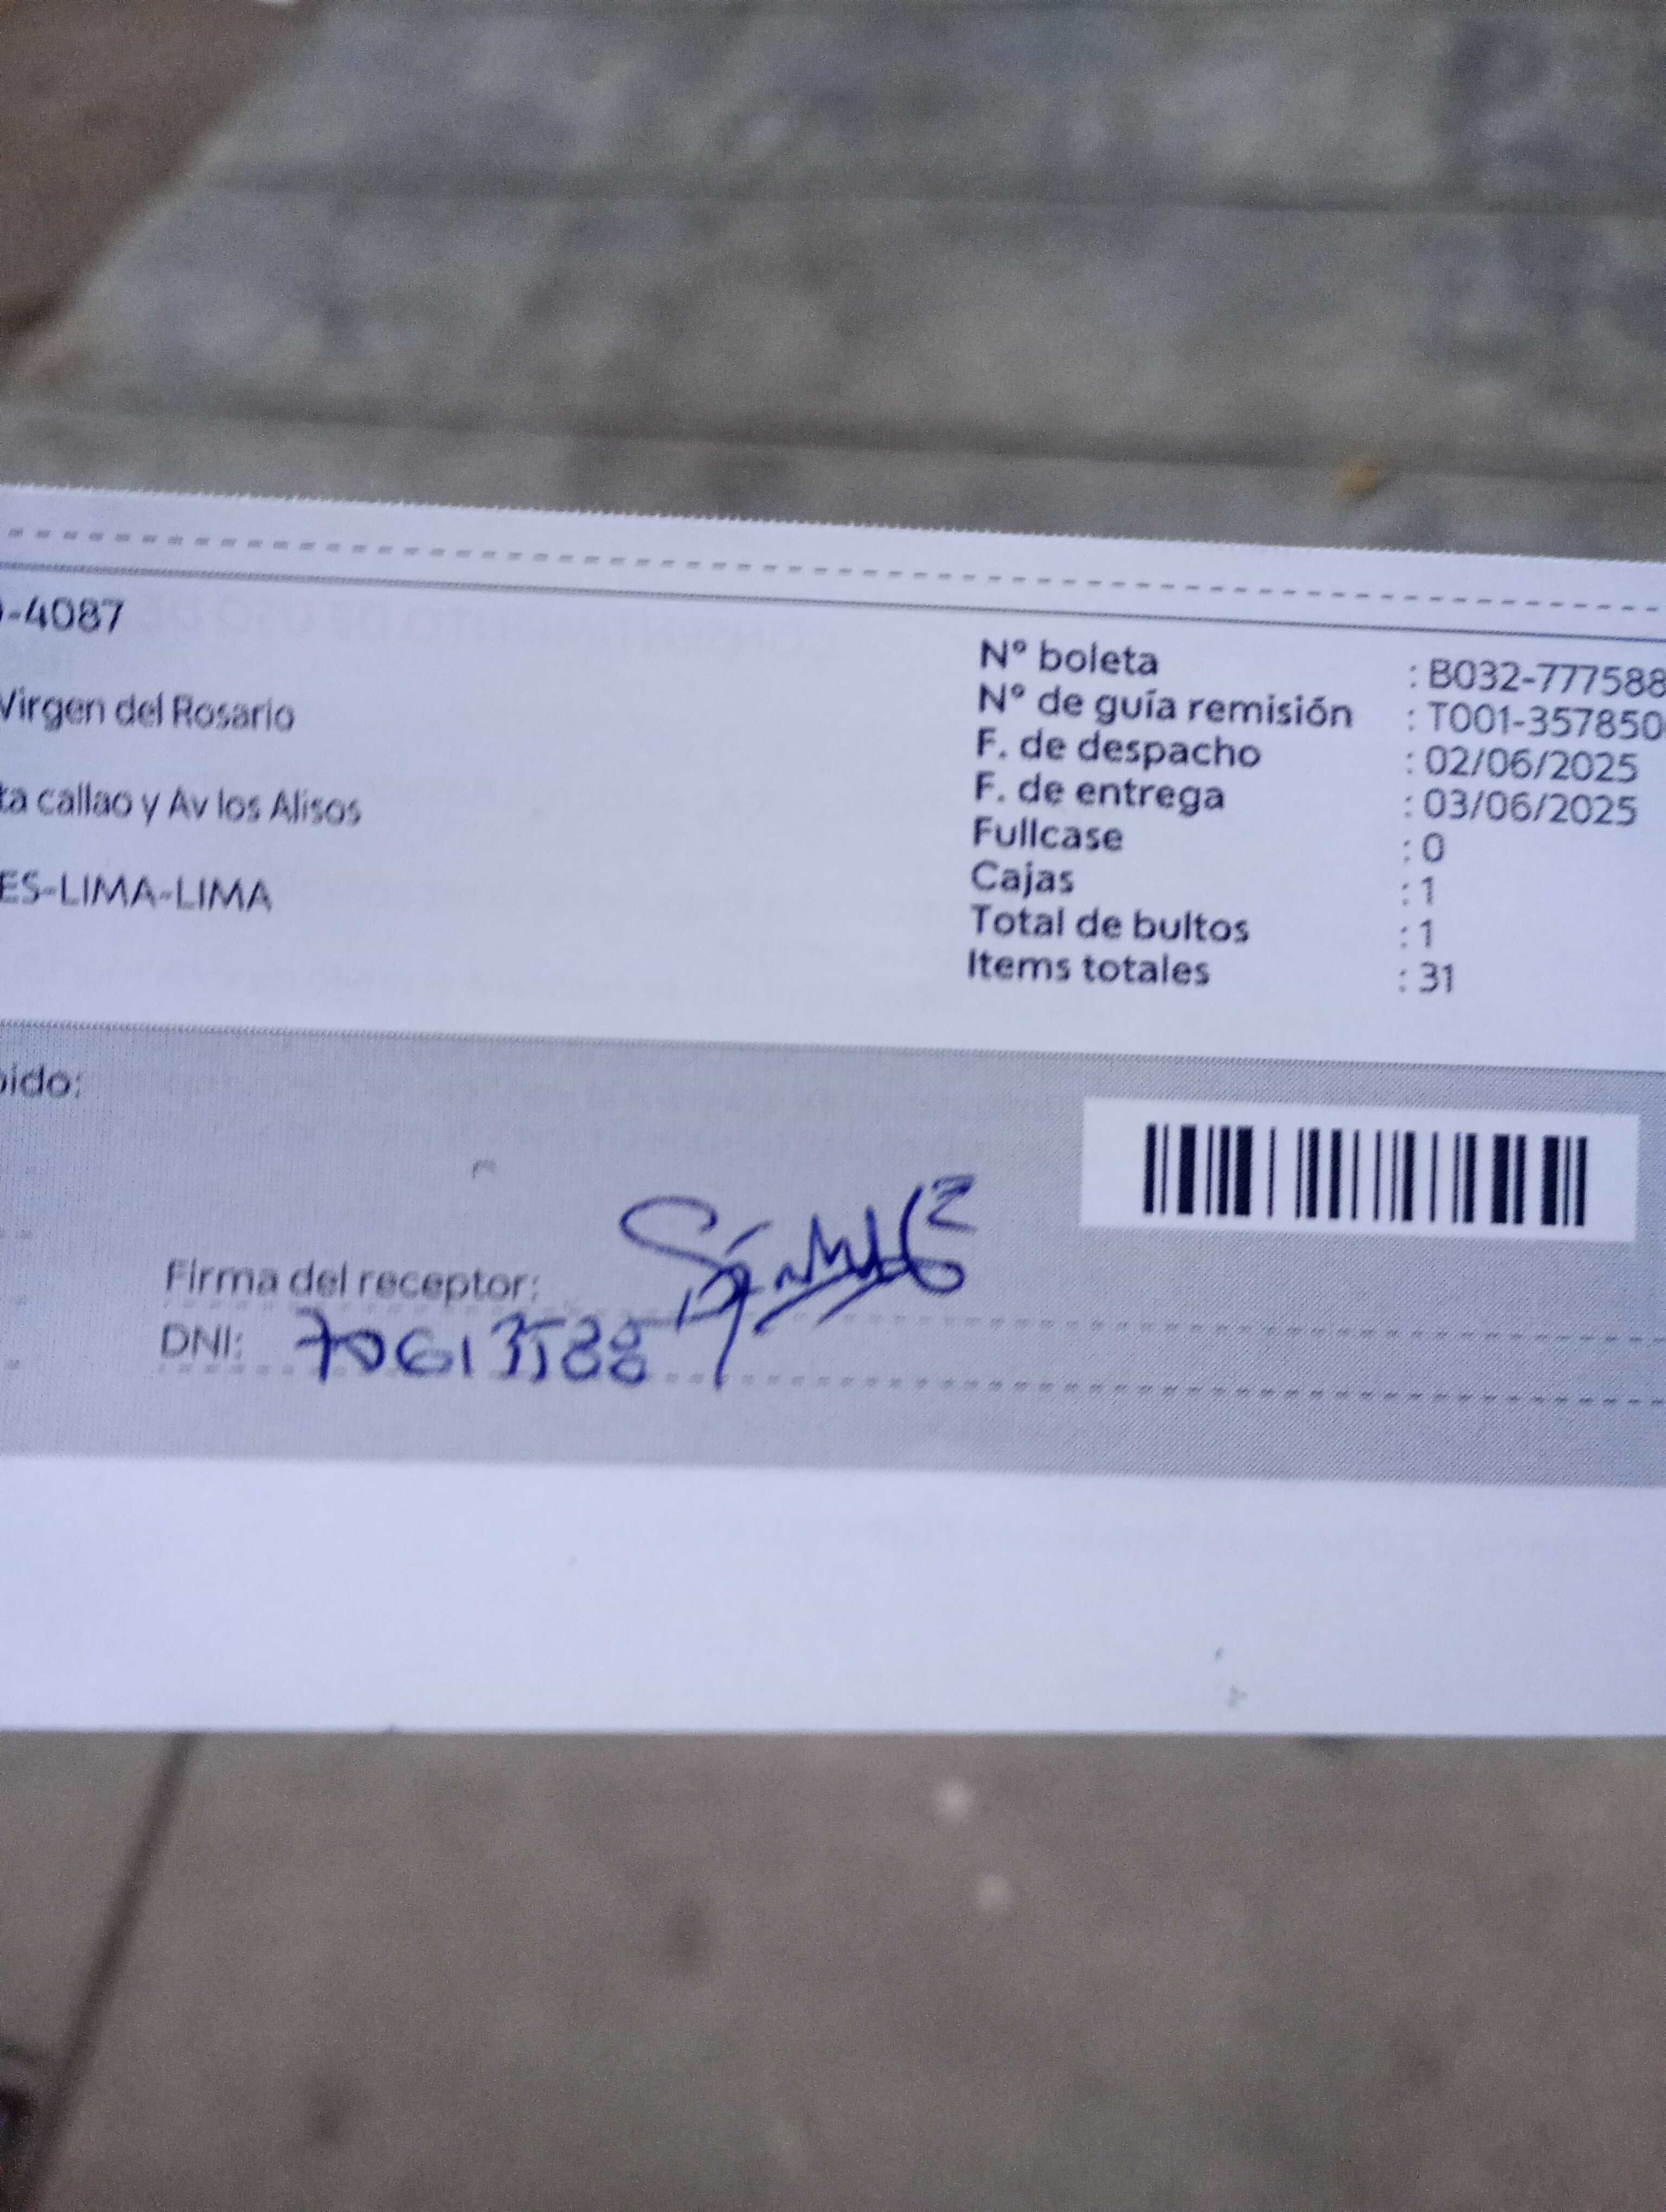 -4087
Virgen del Rosario
ta callao y Av los Alisos
ES-LIMA-LIMA
Nº boleta : B032-777588
Nº de guía remisión : T001-357850
F. de despacho : 02/06/2025
F. de entrega : 03/06/2025
Fullcase : 0
Cajas : 1
Total de bultos : 1
Items totales : 31
bido:
Firma del receptor:
DNI: 70613588